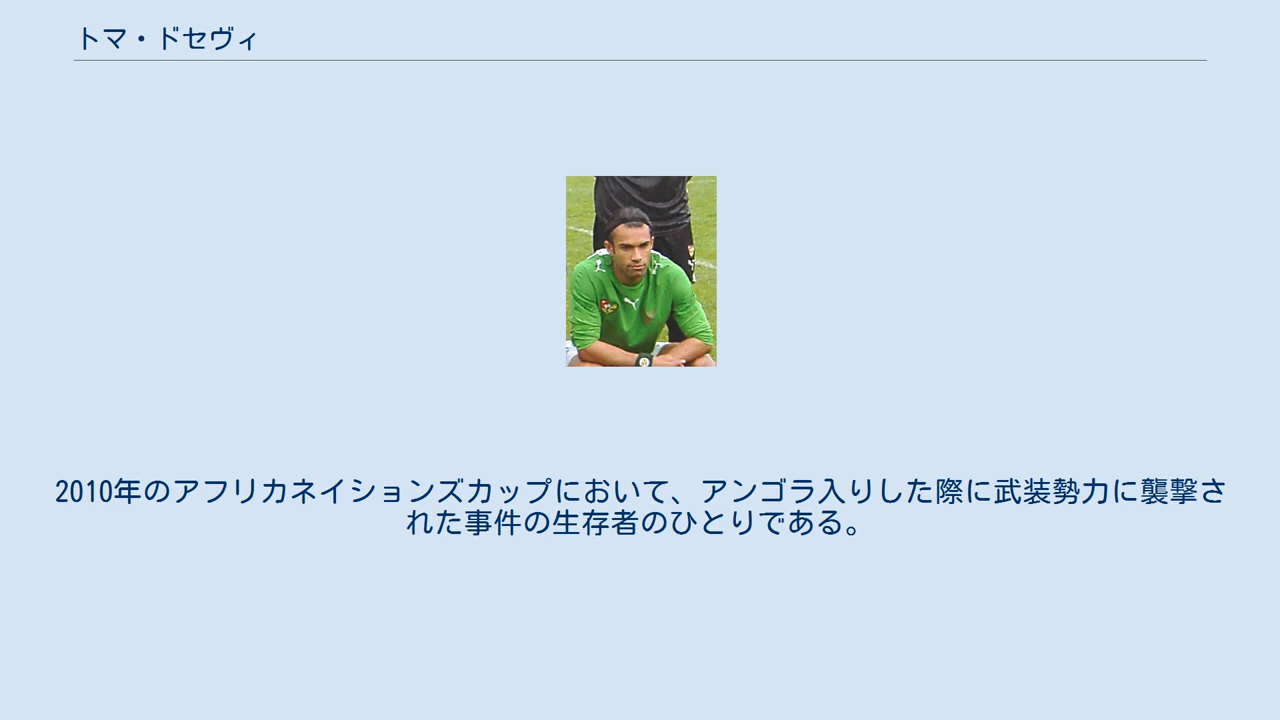 トマ・ドセヴィ
2010年のアフリカネイションズカップにおいて、アンゴラ入りした際に武装勢力に襲撃さ
れた事件の生存者のひとりである。